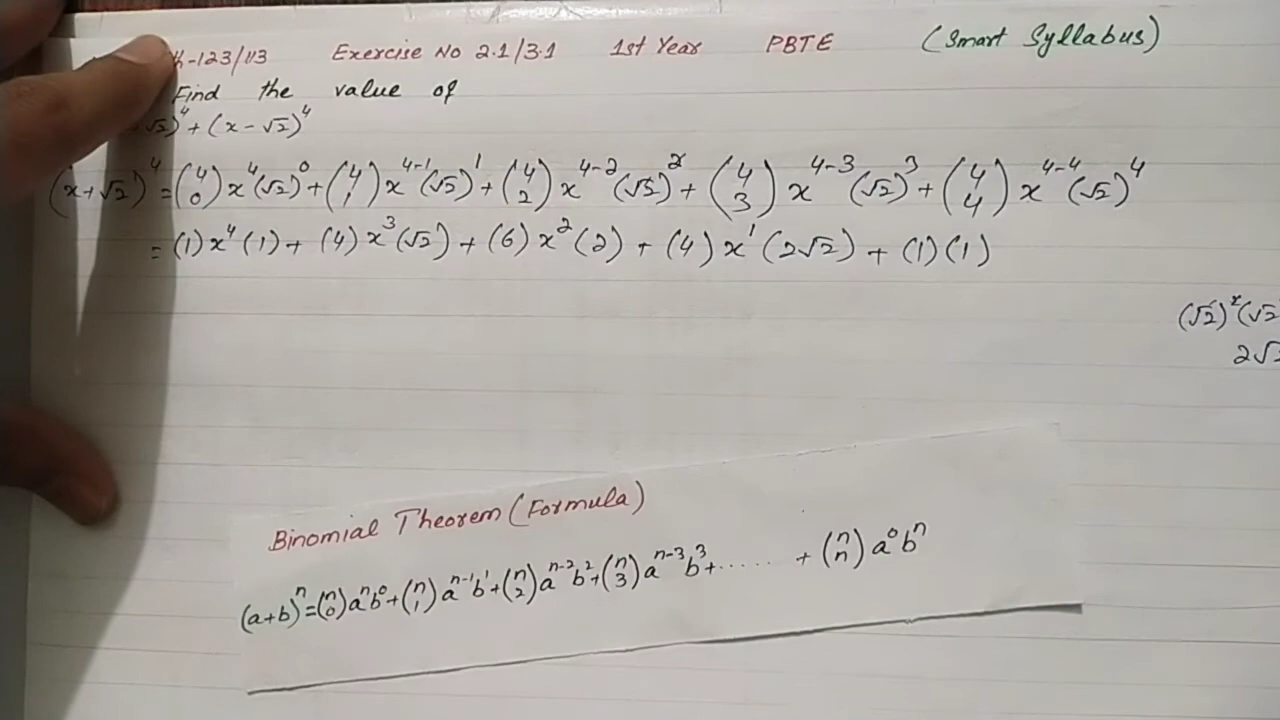 -123/113 Exercise No 2.1/3.1 1st Year PBTE (Smart Syllabus)
Find the value of
√2)⁴ + (x - √2)⁴
(x+√2)⁴ = (4 0) x⁴ (√2)⁰ + (4 1) x⁴⁻¹ (√2)¹ + (4 2) x⁴⁻² (√2)² + (4 3) x⁴⁻³ (√2)³ + (4 4) x⁴⁻⁴ (√2)⁴
= (1) x⁴ (1) + (4) x³ (√2) + (6) x² (2) + (4) x¹ (2√2) + (1) (1)
(√2)² (√2
2√2
Binomial Theorem (Formula)
(a+b)ⁿ = (n 0) aⁿ b⁰ + (n 1) aⁿ⁻¹ b¹ + (n 2) aⁿ⁻² b² + (n 3) aⁿ⁻³ b³ + ...... + (n n) a⁰ bⁿ